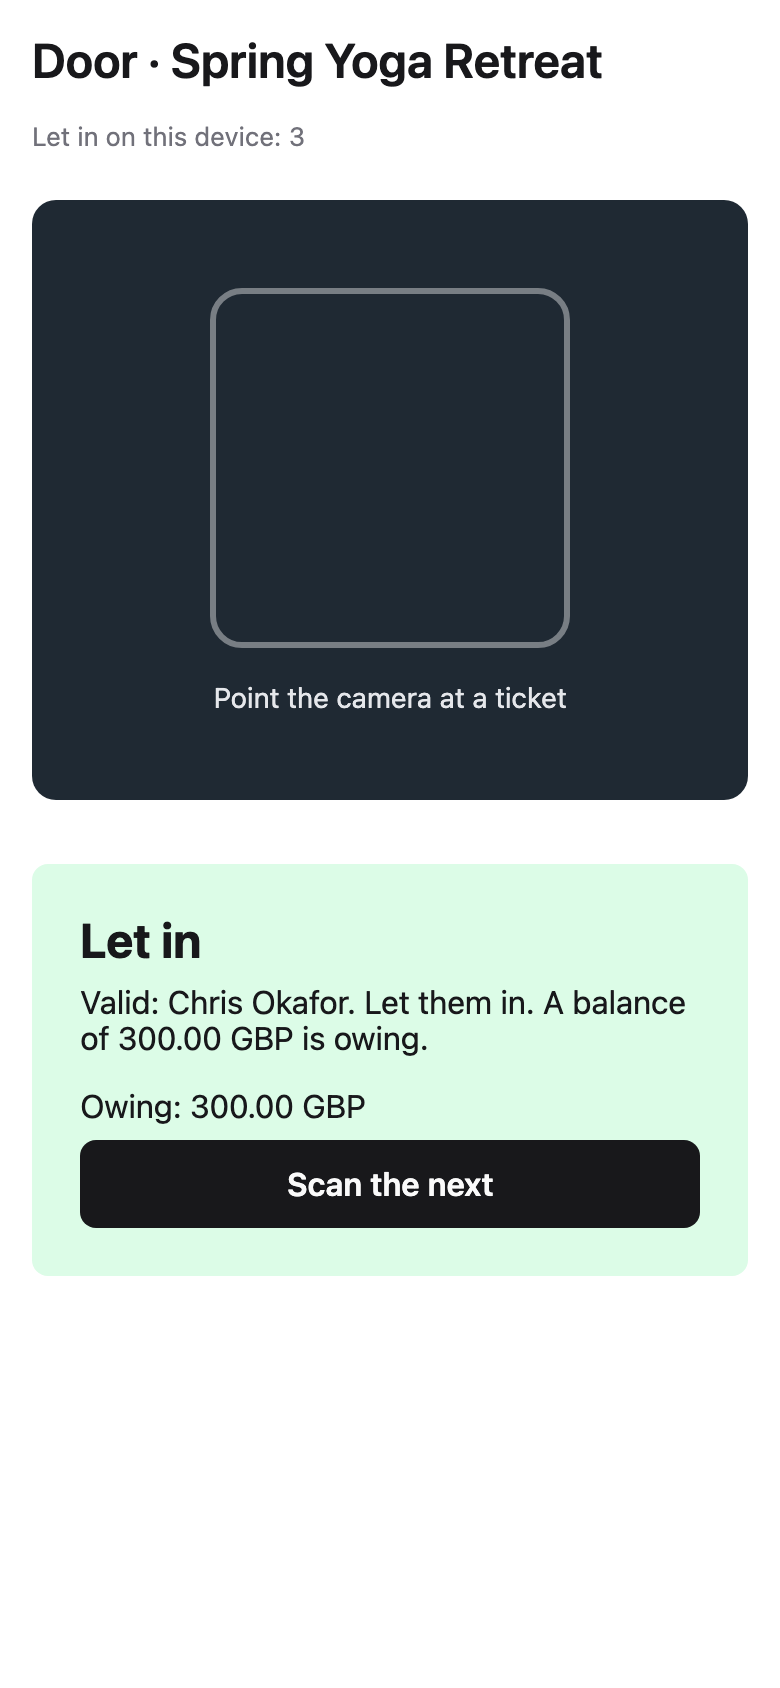 Door · Spring Yoga Retreat
Let in on this device: 3
Point the camera at a ticket
Let in
Valid: Chris Okafor. Let them in. A balance
of 300.00 GBP is owing.
Owing: 300.00 GBP
Scan the next